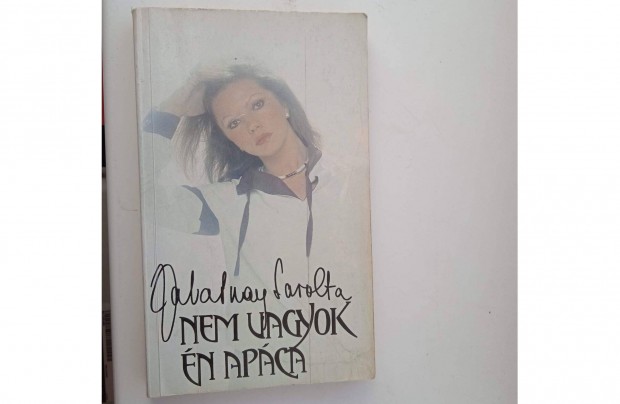 Zalatnay Sarolta
NEM VAGYOK
ÉN APÁCA